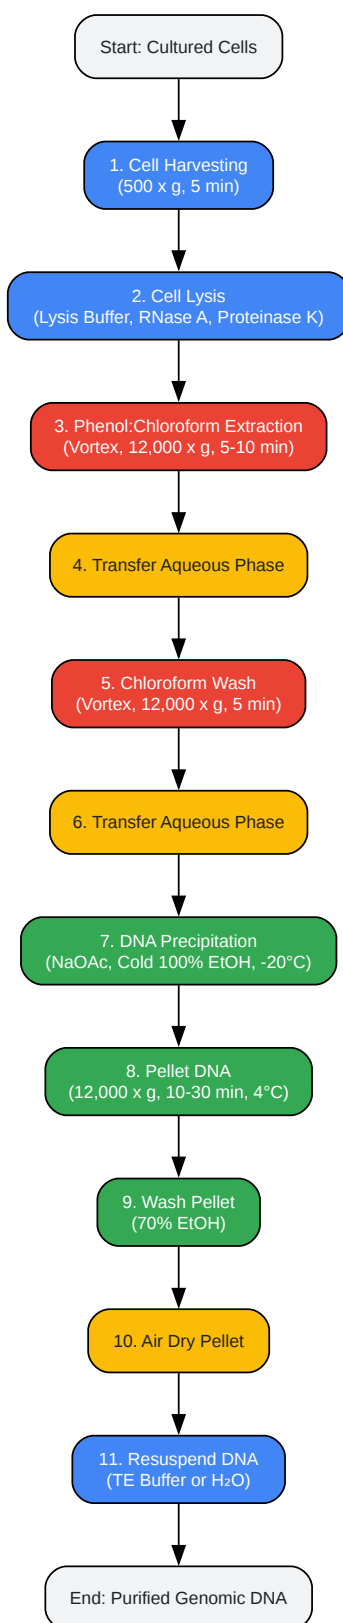 Start: Cultured Cells
1. Cell Harvesting
(500 x g, 5 min)
2. Cell Lysis
(Lysis Buffer, RNase A, Proteinase K)
3. Phenol:Chloroform Extraction
(Vortex, 12,000 x g, 5-10 min)
4. Transfer Aqueous Phase
5. Chloroform Wash
(Vortex, 12,000 x g, 5 min)
6. Transfer Aqueous Phase
7. DNA Precipitation
(NaOAc, Cold 100% EtOH, -20°C)
8. Pellet DNA
(12,000 x g, 10-30 min, 4°C)
9. Wash Pellet
(70% EtOH)
10. Air Dry Pellet
11. Resuspend DNA
(TE Buffer or H₂O)
End: Purified Genomic DNA